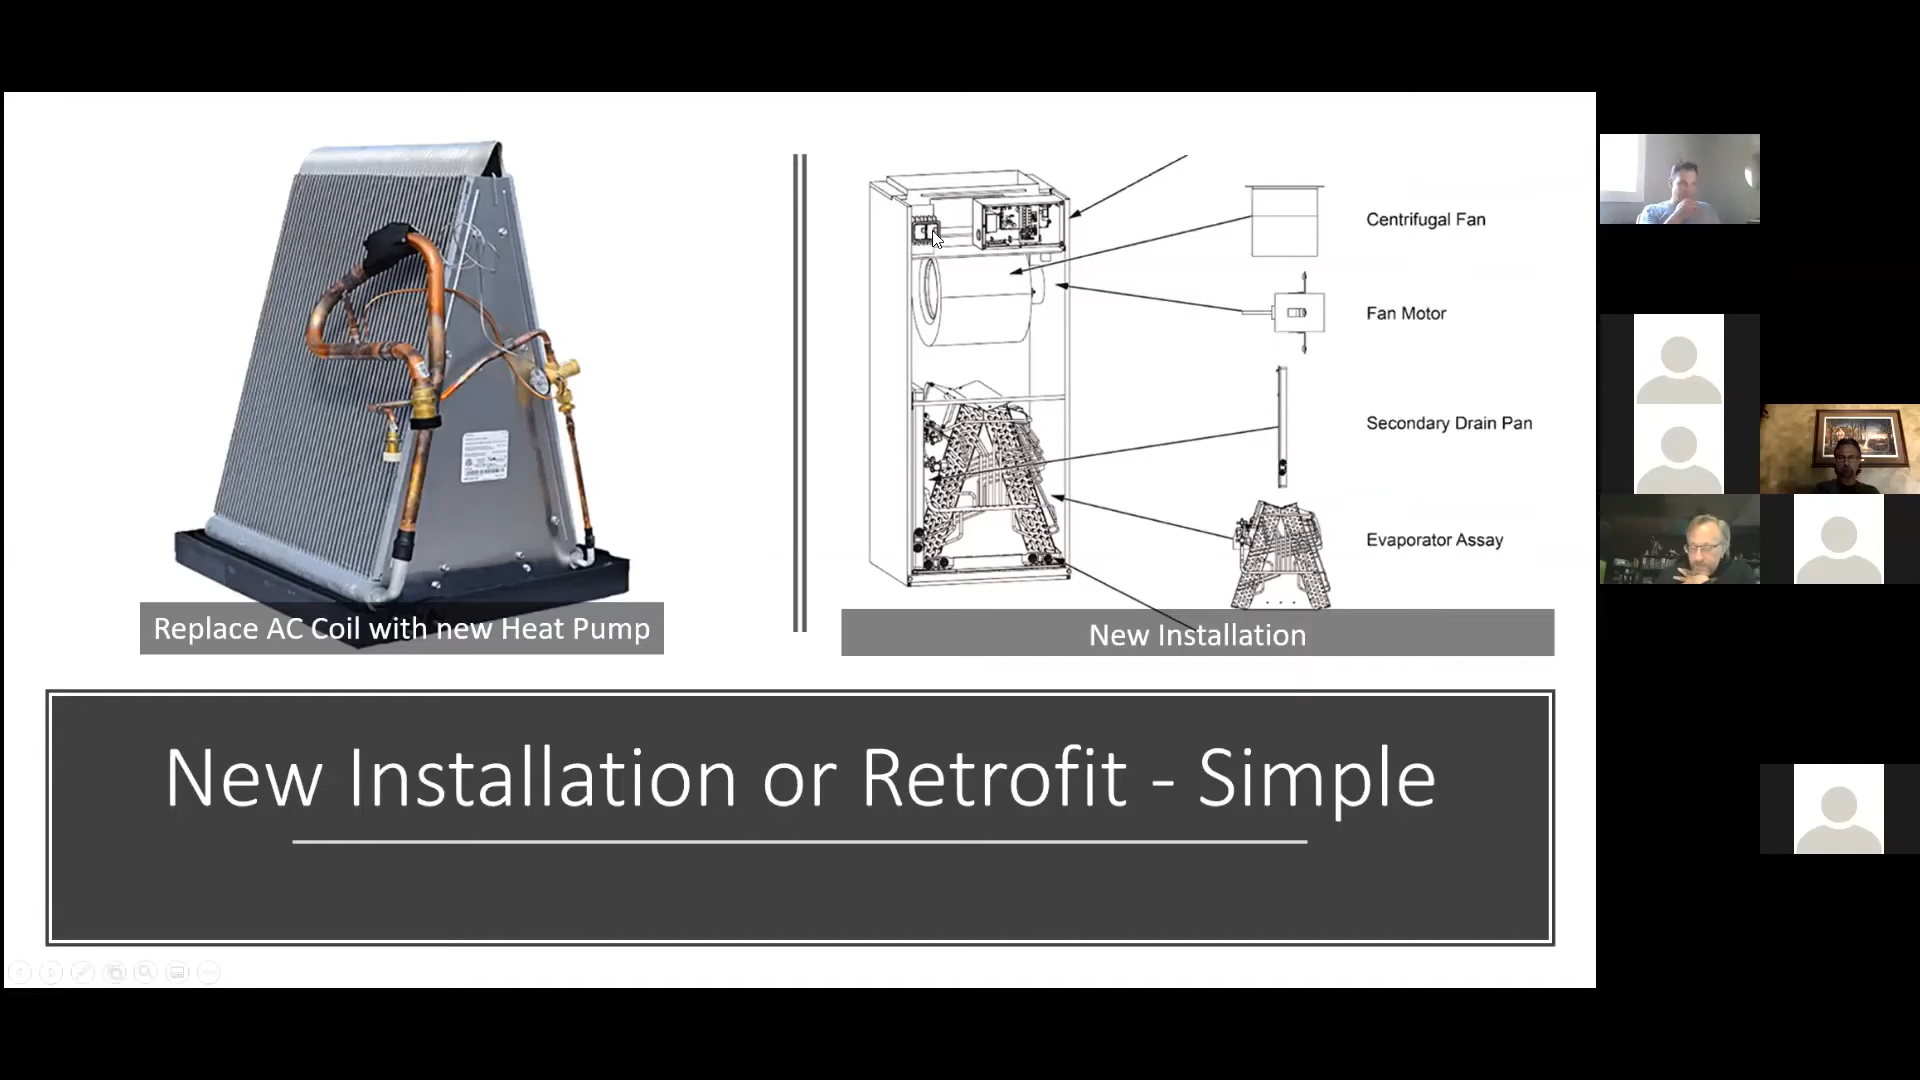 Centrifugal Fan
Fan Motor
Secondary Drain Pan
Evaporator Assay
Replace AC Coil with new Heat Pump
New Installation
New Installation or Retrofit - Simple